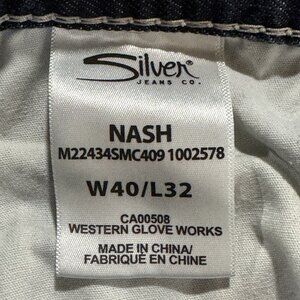 Silver
JEANS CO.
NASH
M22434SMC409 1002578
W40/L32
CA00508
WESTERN GLOVE WORKS
MADE IN CHINA/
FABRIQUÉ EN CHINE